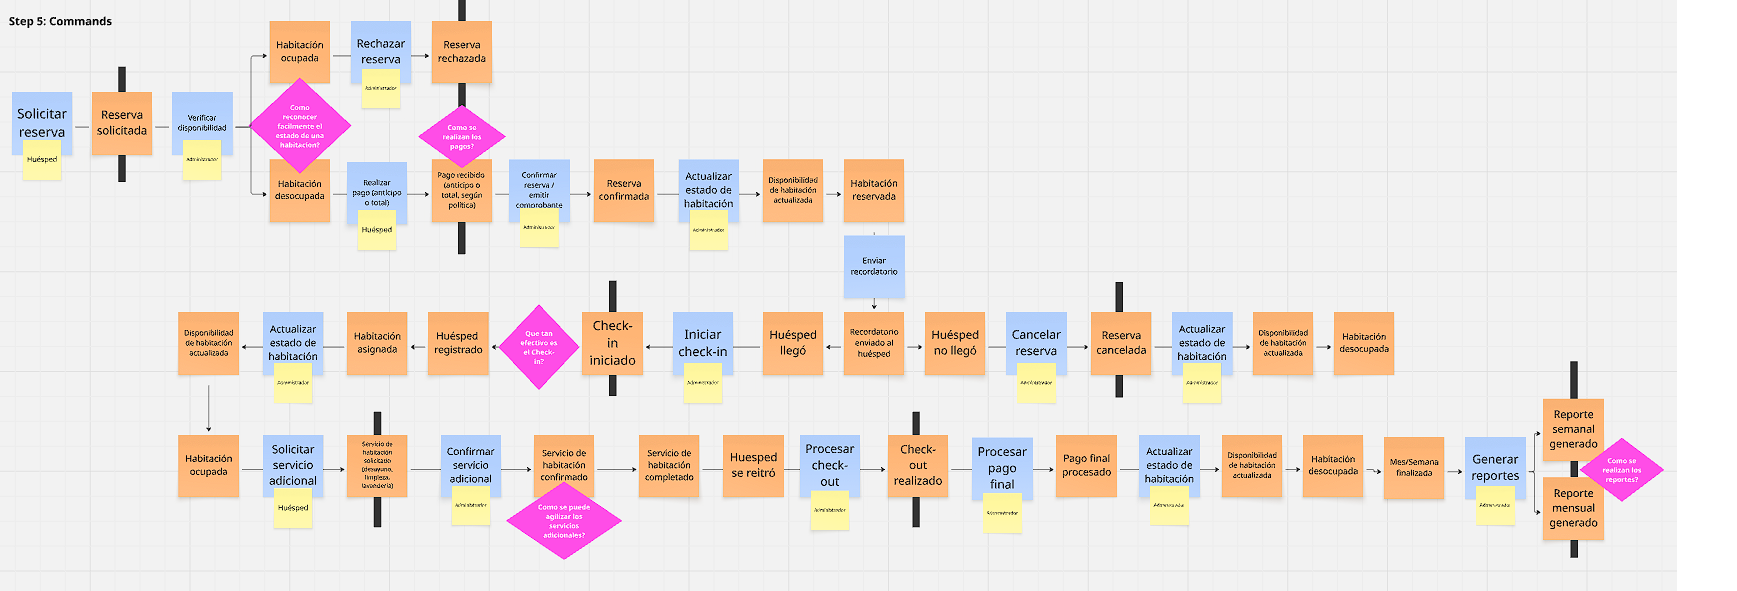 Step 5: Commands
Habitación
ocupada
Rechazar
reserva
Administrador
Reserva
rechazada
Solicitar
reserva
Huésped
Reserva
solicitada
Verificar
disponibilidad
Administrador
Como
reconocer
facilmente el
estado de una
habitacion?
Como se
realizan los
pagos?
Habitación
desocupada
Realizar
pago (anticipo
o total)
Huésped
Pago recibido
(anticipo o
total, según
política)
Confirmar
reserva /
emitir
comprobante
Administrador
Reserva
confirmada
Actualizar
estado de
habitación
Administrador
Disponibilidad
de habitación
actualizada
Habitación
reservada
Enviar
recordatorio
Disponibilidad
de habitación
actualizada
Actualizar
estado de
habitación
Administrador
Habitación
asignada
Huésped
registrado
Que tan
efectivo es
el Check-
in?
Check-
in
iniciado
Iniciar
check-in
Administrador
Huésped
llegó
Recordatorio
enviado al
huésped
Huésped
no llegó
Cancelar
reserva
Administrador
Reserva
cancelada
Actualizar
estado de
habitación
Administrador
Disponibilidad
de habitación
actualizada
Habitación
desocupada
Habitación
ocupada
Solicitar
servicio
adicional
Huésped
Servicio de
habitación
solicitado
(desayuno,
limpieza,
lavandería)
Confirmar
servicio
adicional
Administrador
Servicio de
habitación
confirmado
Como se puede
agilizar los
servicios
adicionales?
Servicio de
habitación
completado
Huesped
se reitró
Procesar
check-
out
Administrador
Check-
out
realizado
Procesar
pago
final
Administrador
Pago final
procesado
Actualizar
estado de
habitación
Administrador
Disponibilidad
de habitación
actualizada
Habitación
desocupada
Mes/Semana
finalizada
Generar
reportes
Administrador
Reporte
semanal
generado
Como se
realizan los
reportes?
Reporte
mensual
generado